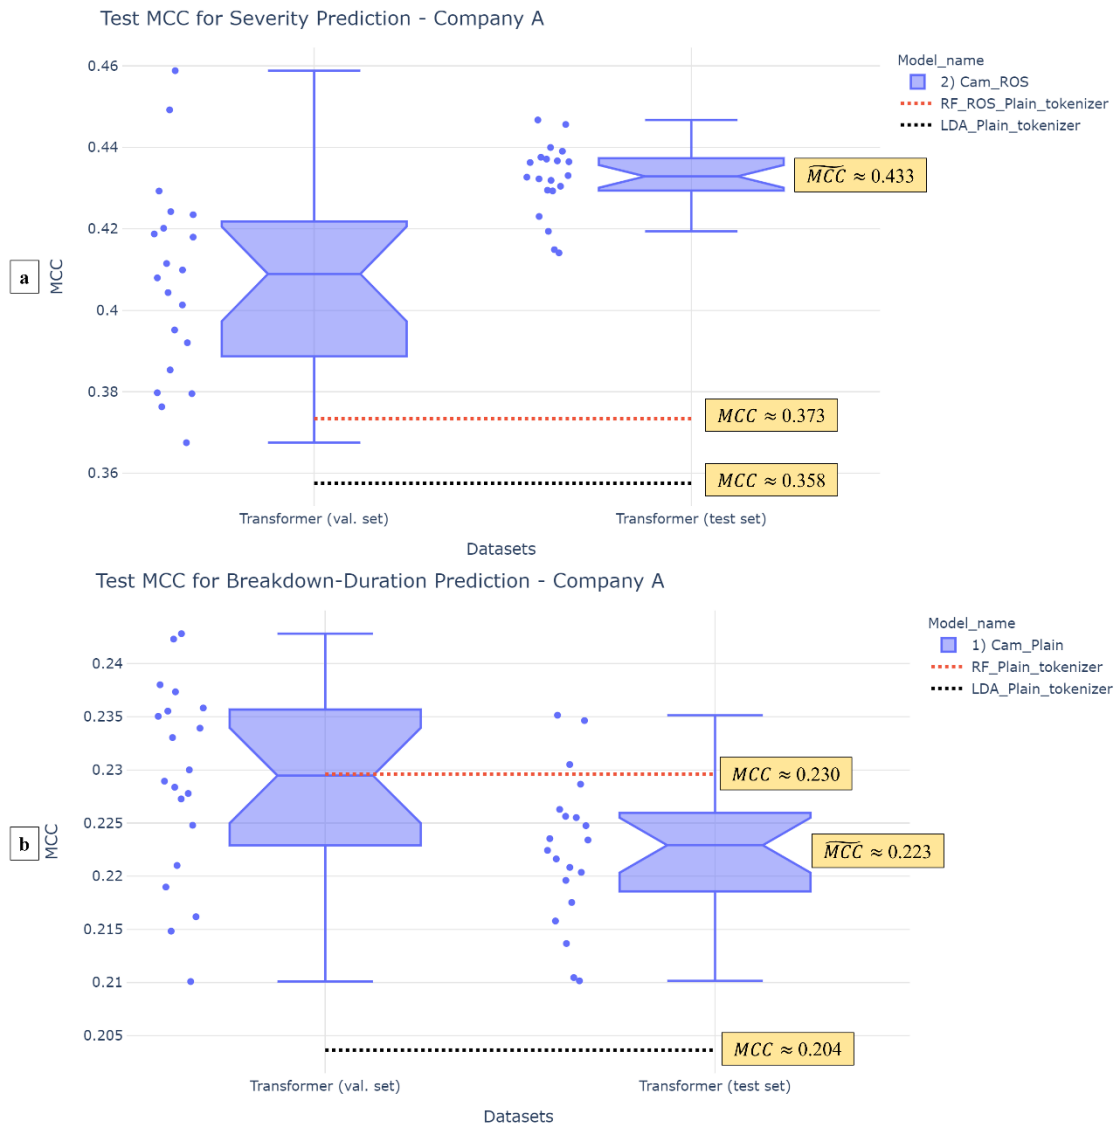 Test MCC for Severity Prediction - Company A
Model_name
2) Cam_ROS
RF_ROS_Plain_tokenizer
LDA_Plain_tokenizer
0.46
0.44
0.42
0.4
0.38
0.36
MCC
a
MCC ≈ 0.433
MCC ≈ 0.373
MCC ≈ 0.358
Transformer (val. set)
Transformer (test set)
Datasets
Test MCC for Breakdown-Duration Prediction - Company A
Model_name
1) Cam_Plain
RF_Plain_tokenizer
LDA_Plain_tokenizer
0.24
0.235
0.23
0.225
0.22
0.215
0.21
0.205
MCC
b
MCC ≈ 0.230
MCC ≈ 0.223
MCC ≈ 0.204
Transformer (val. set)
Transformer (test set)
Datasets